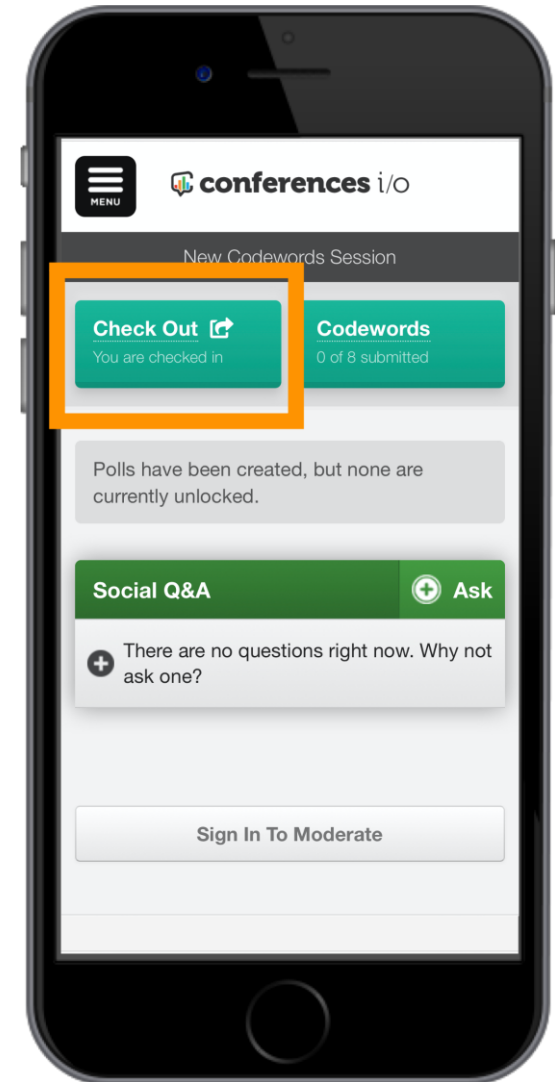 MENU
conferences i/o
New Codewords Session
Check Out
You are checked in
Codewords
0 of 8 submitted
Polls have been created, but none are
currently unlocked.
Social Q&A
Ask
There are no questions right now. Why not
ask one?
Sign In To Moderate